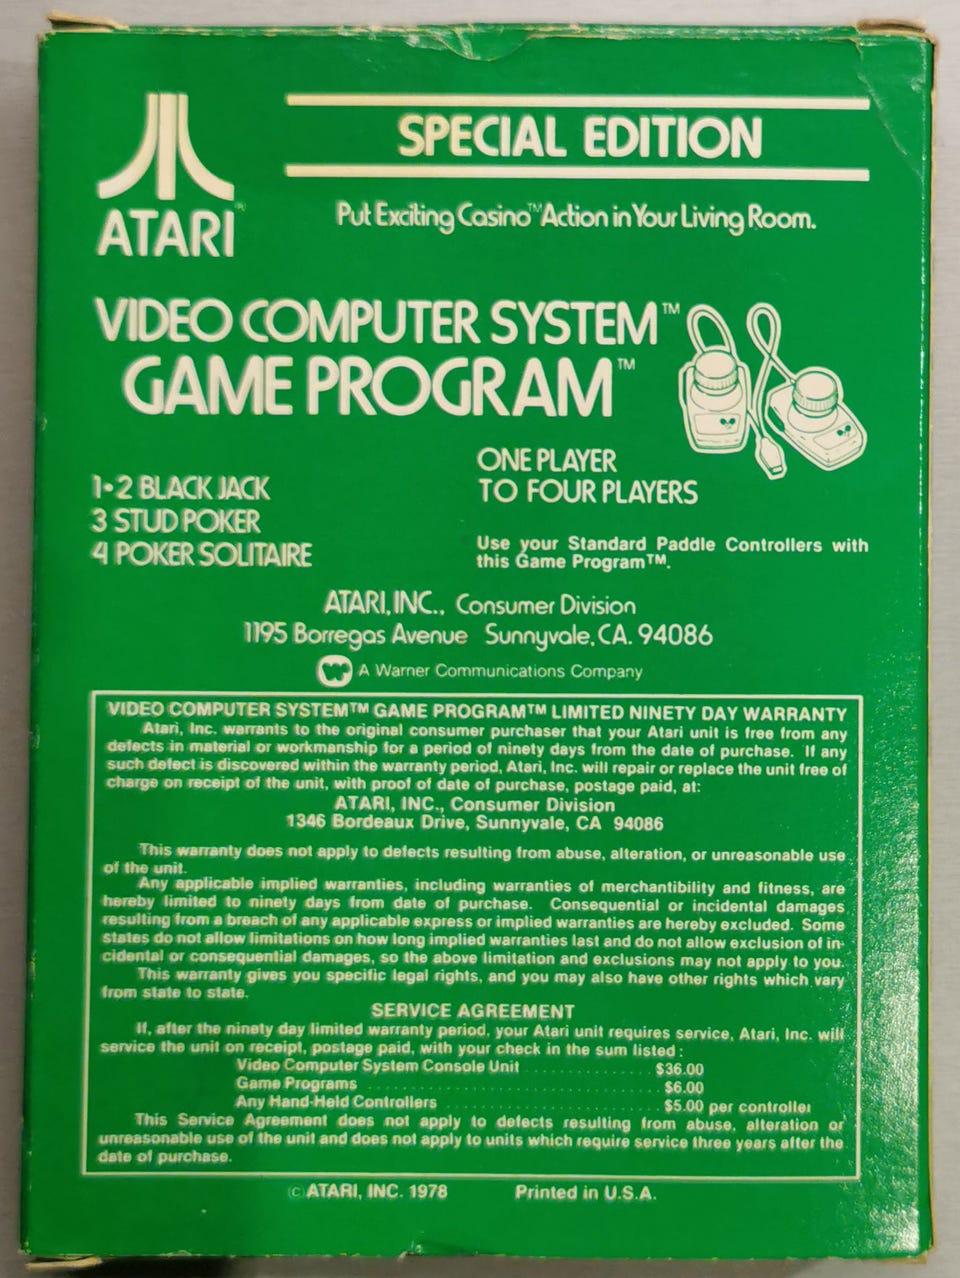 SPECIAL EDITION
ATARI®
Put Exciting Casino™ Action in Your Living Room.
VIDEO COMPUTER SYSTEM™
GAME PROGRAM™
1•2 BLACK JACK
3 STUD POKER
4 POKER SOLITAIRE
ONE PLAYER
TO FOUR PLAYERS
Use your Standard Paddle Controllers with
this Game Program™.
ATARI, INC., Consumer Division
1195 Borregas Avenue Sunnyvale, CA. 94086
A Warner Communications Company
VIDEO COMPUTER SYSTEM™ GAME PROGRAM™ LIMITED NINETY DAY WARRANTY
Atari, Inc. warrants to the original consumer purchaser that your Atari unit is free from any
defects in material or workmanship for a period of ninety days from the date of purchase. If any
such defect is discovered within the warranty period, Atari, Inc. will repair or replace the unit free of
charge on receipt of the unit, with proof of date of purchase, postage paid, at:
ATARI, INC., Consumer Division
1346 Bordeaux Drive, Sunnyvale, CA 94086
This warranty does not apply to defects resulting from abuse, alteration, or unreasonable use
of the unit.
Any applicable implied warranties, including warranties of merchantibility and fitness, are
hereby limited to ninety days from date of purchase. Consequential or incidental damages
resulting from a breach of any applicable express or implied warranties are hereby excluded. Some
states do not allow limitations on how long implied warranties last and do not allow exclusion of in-
cidental or consequential damages, so the above limitation and exclusions may not apply to you.
This warranty gives you specific legal rights, and you may also have other rights which vary
from state to state.
SERVICE AGREEMENT
If, after the ninety day limited warranty period, your Atari unit requires service, Atari, Inc. will
service the unit on receipt, postage paid, with your check in the sum listed:
Video Computer System Console Unit ........ $36.00
Game Programs ........ $6.00
Any Hand-Held Controllers ........ $5.00 per controller
This Service Agreement does not apply to defects resulting from abuse, alteration or
unreasonable use of the unit and does not apply to units which require service three years after the
date of purchase.
© ATARI, INC. 1978 Printed in U.S.A.